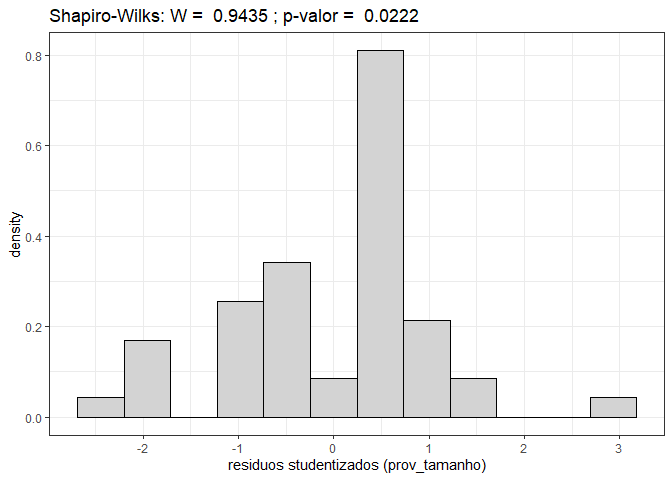 Shapiro-Wilks: W =  0.9435 ; p-valor =  0.0222
0.8
0.6
0.4
0.2
0.0
density
-2 -1 0 1 2 3
residuos studentizados (prov_tamanho)